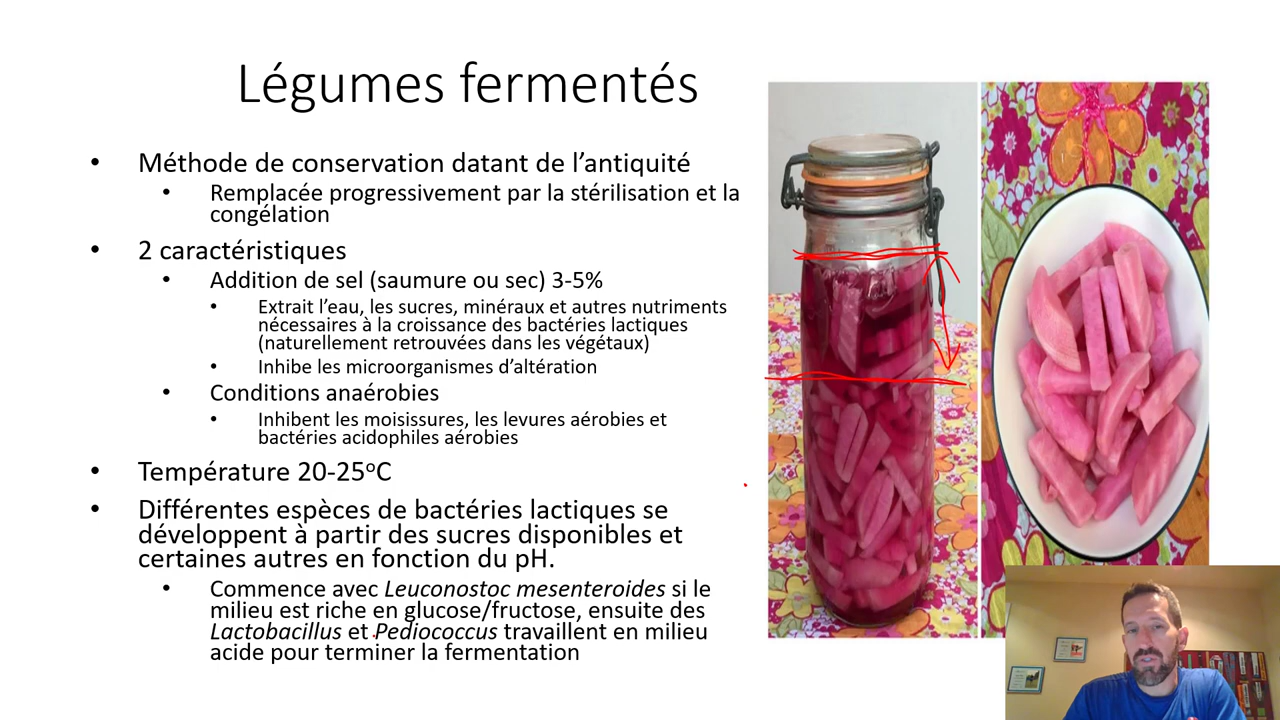 Légumes fermentés
• Méthode de conservation datant de l’antiquité
• Remplacée progressivement par la stérilisation et la
congélation
• 2 caractéristiques
• Addition de sel (saumure ou sec) 3-5%
• Extrait l’eau, les sucres, minéraux et autres nutriments
nécessaires à la croissance des bactéries lactiques
(naturellement retrouvées dans les végétaux)
• Inhibe les microorganismes d’altération
• Conditions anaérobies
• Inhibent les moisissures, les levures aérobies et
bactéries acidophiles aérobies
• Température 20-25°C
• Différentes espèces de bactéries lactiques se
développent à partir des sucres disponibles et
certaines autres en fonction du pH.
• Commence avec Leuconostoc mesenteroides si le
milieu est riche en glucose/fructose, ensuite des
Lactobacillus et Pediococcus travaillent en milieu
acide pour terminer la fermentation